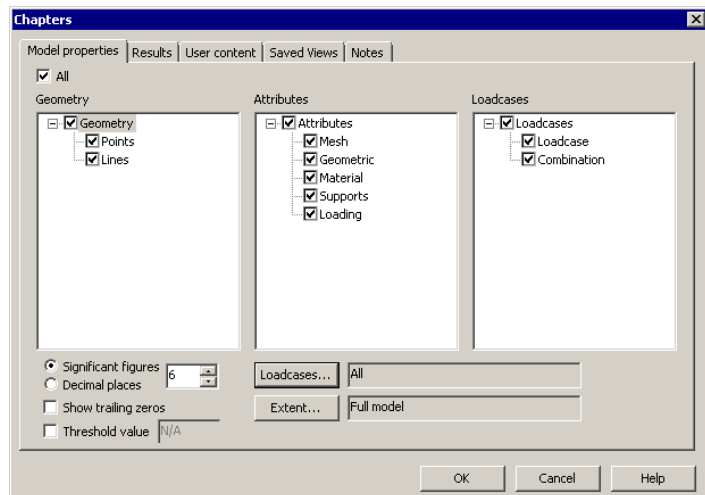 Chapters
Model properties Results User content Saved Views Notes
All
Geometry Attributes Loadcases
Geometry Attributes Loadcases
Points Mesh Loadcase
Lines Geometric Combination
Material
Supports
Loading
Significant figures 6 Loadcases... All
Decimal places
Show trailing zeros Extent... Full model
Threshold value N/A
OK Cancel Help